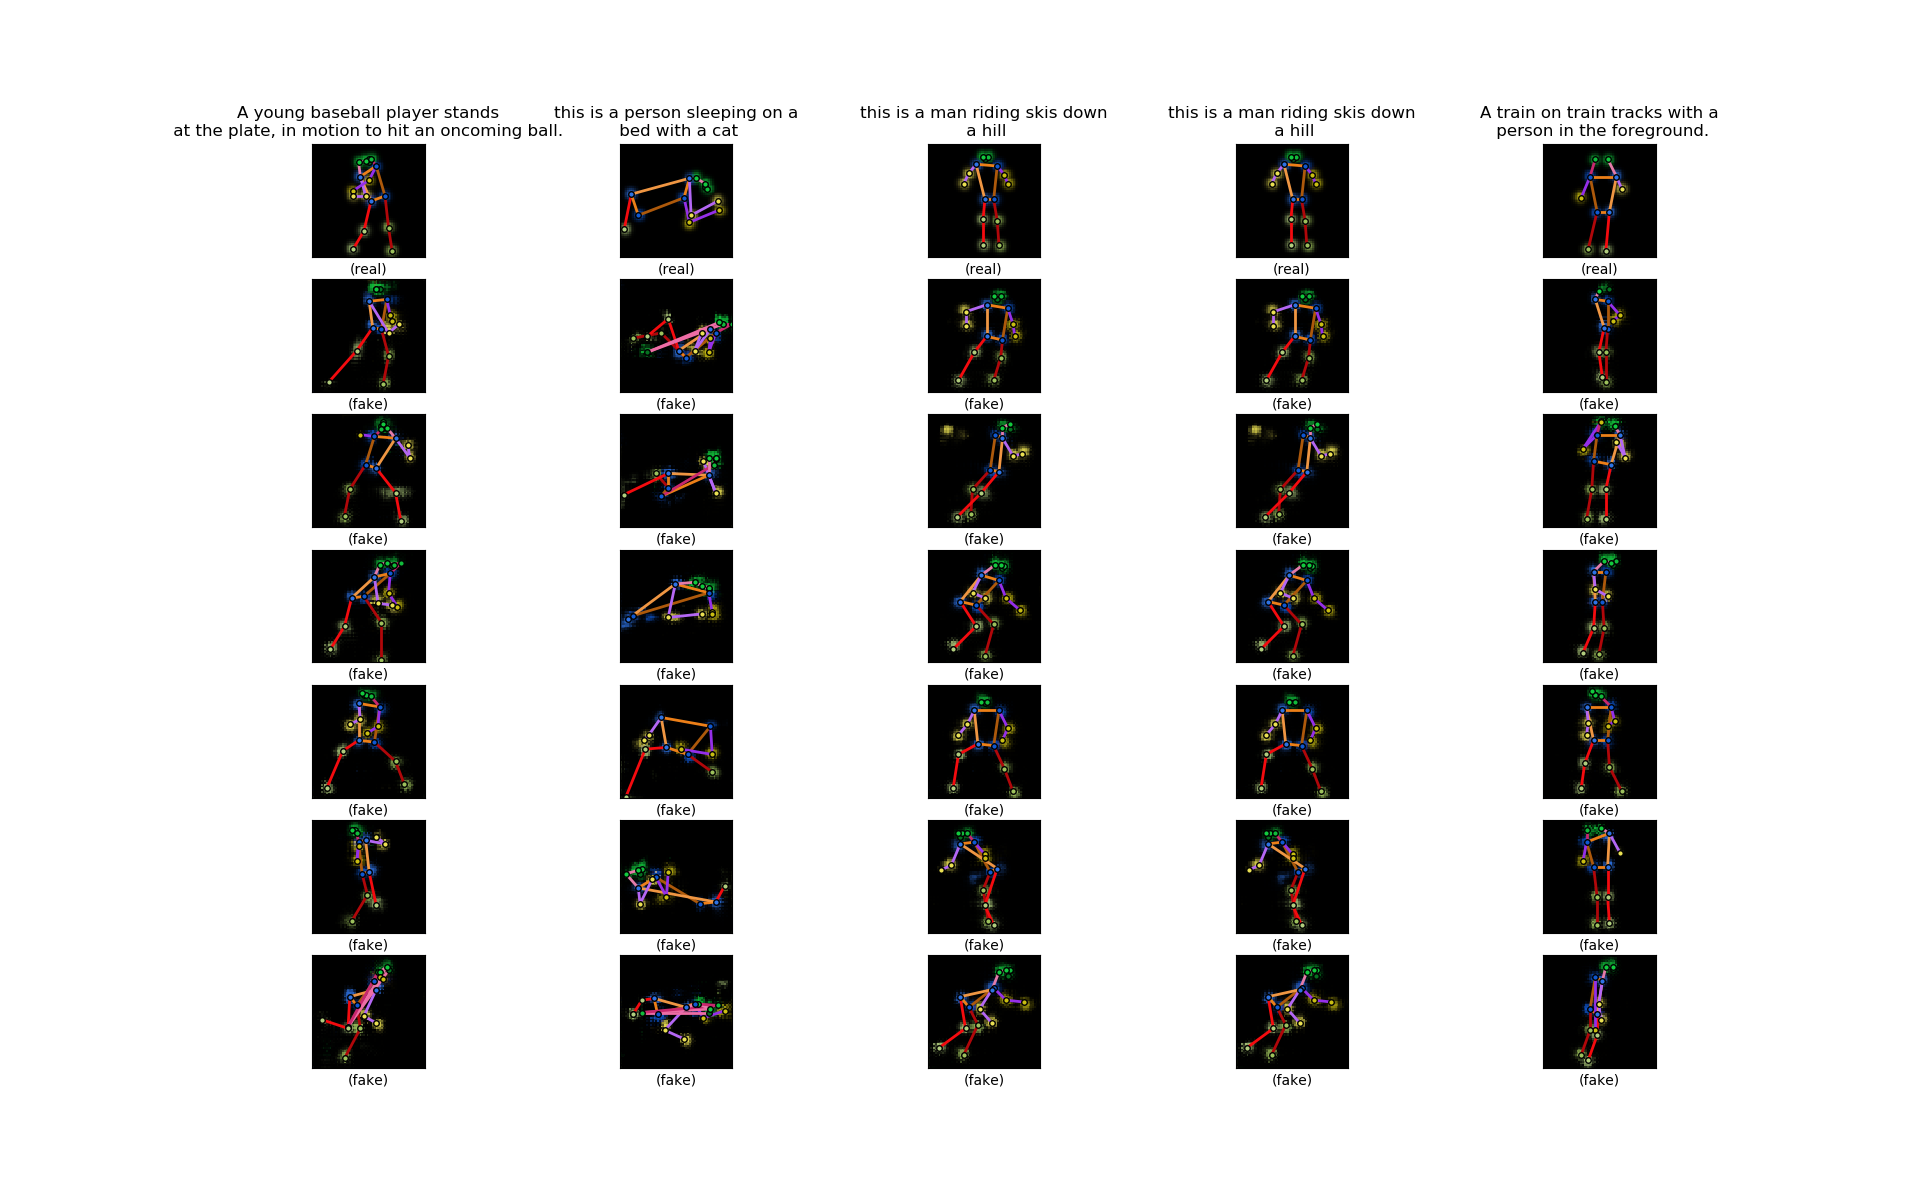 A young baseball player stands
at the plate, in motion to hit an oncoming ball.
this is a person sleeping on a
bed with a cat
this is a man riding skis down
a hill
this is a man riding skis down
a hill
A train on train tracks with a
person in the foreground.
(real) (real) (real) (real) (real)
(fake) (fake) (fake) (fake) (fake)
(fake) (fake) (fake) (fake) (fake)
(fake) (fake) (fake) (fake) (fake)
(fake) (fake) (fake) (fake) (fake)
(fake) (fake) (fake) (fake) (fake)
(fake) (fake) (fake) (fake) (fake)